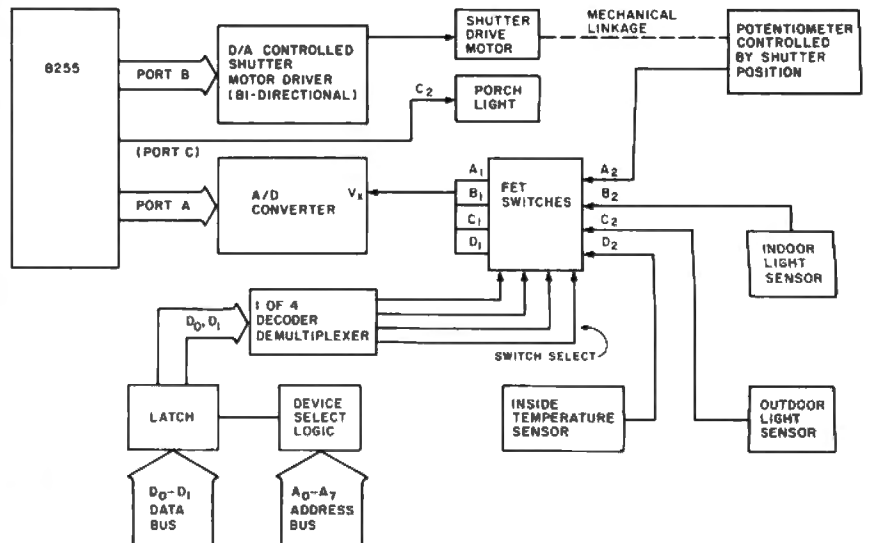 8255
PORT B
D/A CONTROLLED
SHUTTER
MOTOR DRIVER
(BI-DIRECTIONAL)
SHUTTER
DRIVE
MOTOR
MECHANICAL
LINKAGE
POTENTIOMETER
CONTROLLED
BY SHUTTER
POSITION
C2
PORCH
LIGHT
(PORT C)
PORT A
A/D
CONVERTER
Vx
A1
B1
C1
D1
FET
SWITCHES
A2
B2
C2
D2
INDOOR
LIGHT
SENSOR
D0, D1
1 OF 4
DECODER
DEMULTIPLEXER
SWITCH SELECT
LATCH
DEVICE
SELECT
LOGIC
INSIDE
TEMPERATURE
SENSOR
OUTDOOR
LIGHT
SENSOR
D0-D1
DATA
BUS
A0-A7
ADDRESS
BUS